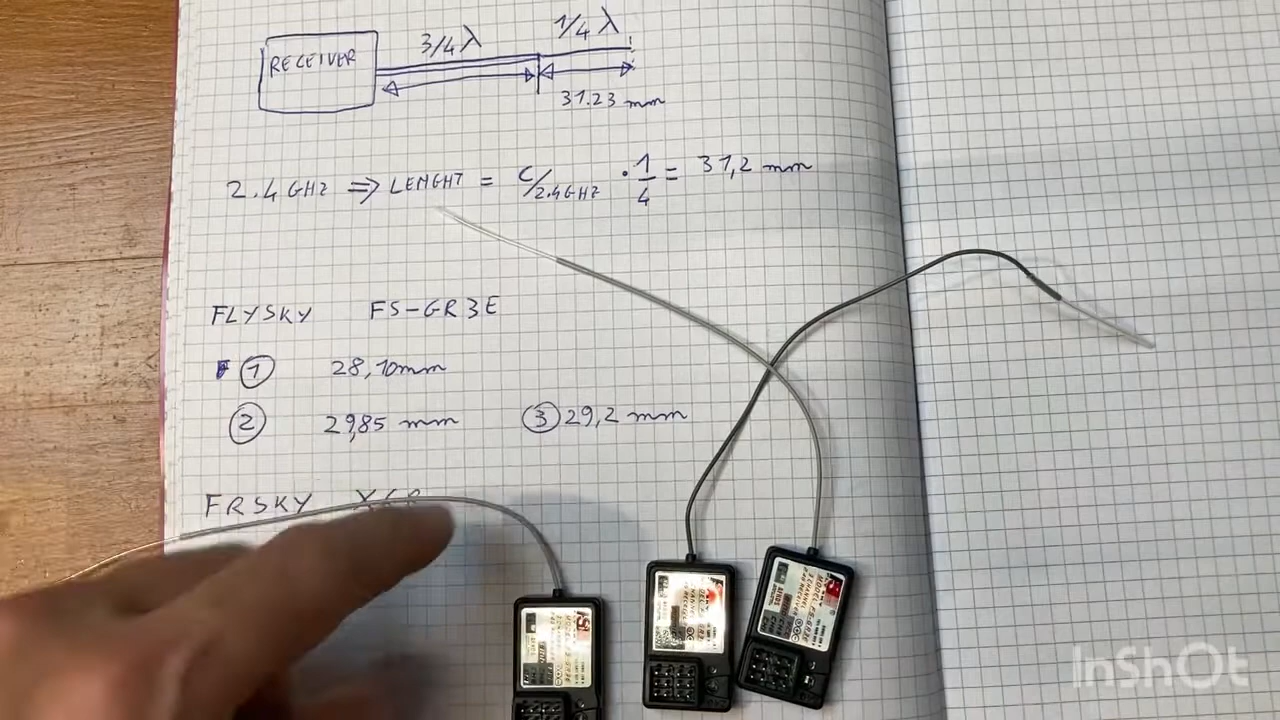 RECEIVER 3/4 λ 1/4 λ
31.23 mm
2.4 GHZ ⇒ LENGHT = C/2.4GHZ · 1/4 = 31,2 mm
FLYSKY FS-GR3E
① 28,10mm
② 29,85 mm ③ 29,2 mm
FRSKY X6R
InShOt